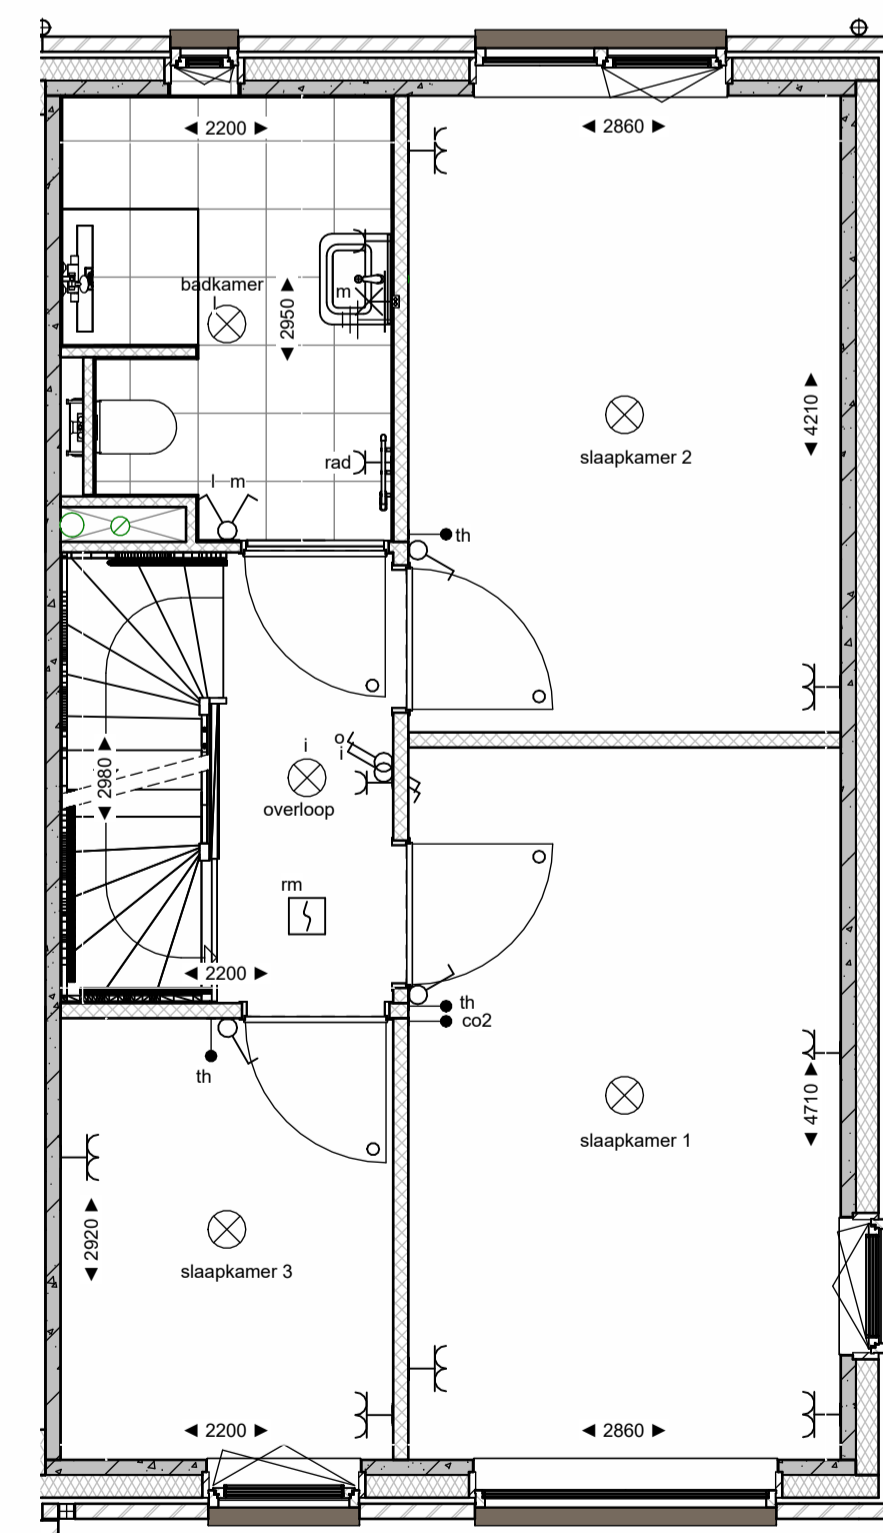 2200
2860
badkamer
l
m
2950
4210
slaapkamer 2
rad
l m
th
o
i
i
2980
overloop
rm
2200
th
co2
th
4710
slaapkamer 1
2920
slaapkamer 3
2200
2860